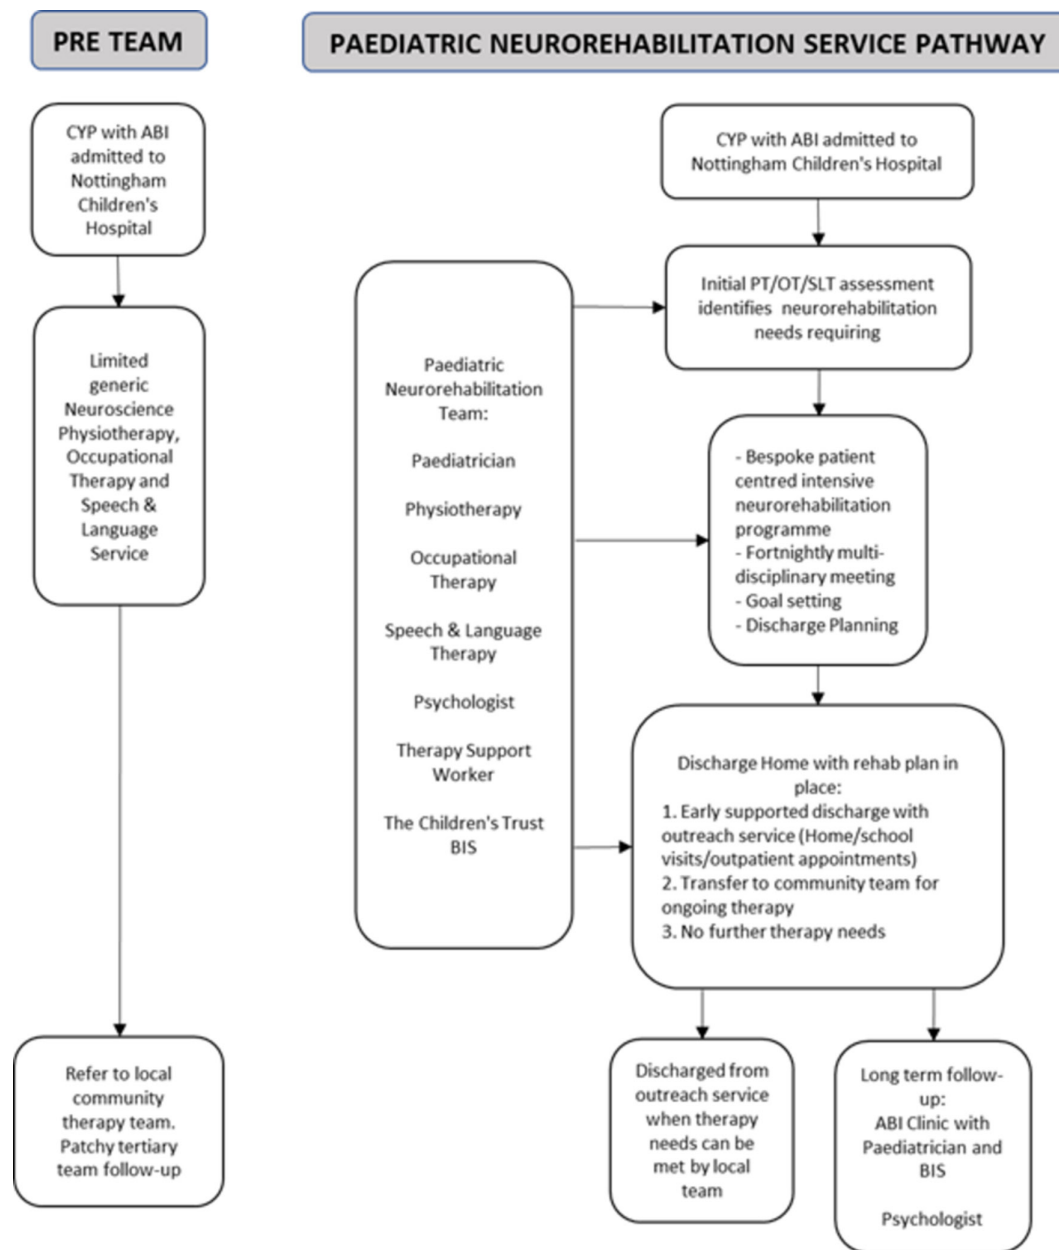 PRE TEAM
CYP with ABI
admitted to
Nottingham
Children's
Hospital
Limited
generic
Neuroscience
Physiotherapy,
Occupational
Therapy and
Speech &
Language
Service
Refer to local
community
therapy team.
Patchy tertiary
team follow-up
PAEDIATRIC NEUROREHABILITATION SERVICE PATHWAY
Paediatric
Neurorehabilitation
Team:
Paediatrician
Physiotherapy
Occupational
Therapy
Speech & Language
Therapy
Psychologist
Therapy Support
Worker
The Children's Trust
BIS
CYP with ABI admitted to
Nottingham Children's Hospital
Initial PT/OT/SLT assessment
identifies neurorehabilitation
needs requiring
- Bespoke patient
centred intensive
neurorehabilitation
programme
- Fortnightly multi-
disciplinary meeting
- Goal setting
- Discharge Planning
Discharge Home with rehab plan in
place:
1. Early supported discharge with
outreach service (Home/school
visits/outpatient appointments)
2. Transfer to community team for
ongoing therapy
3. No further therapy needs
Discharged from
outreach service
when therapy
needs can be
met by local
team
Long term follow-
up:
ABI Clinic with
Paediatrician and
BIS
Psychologist